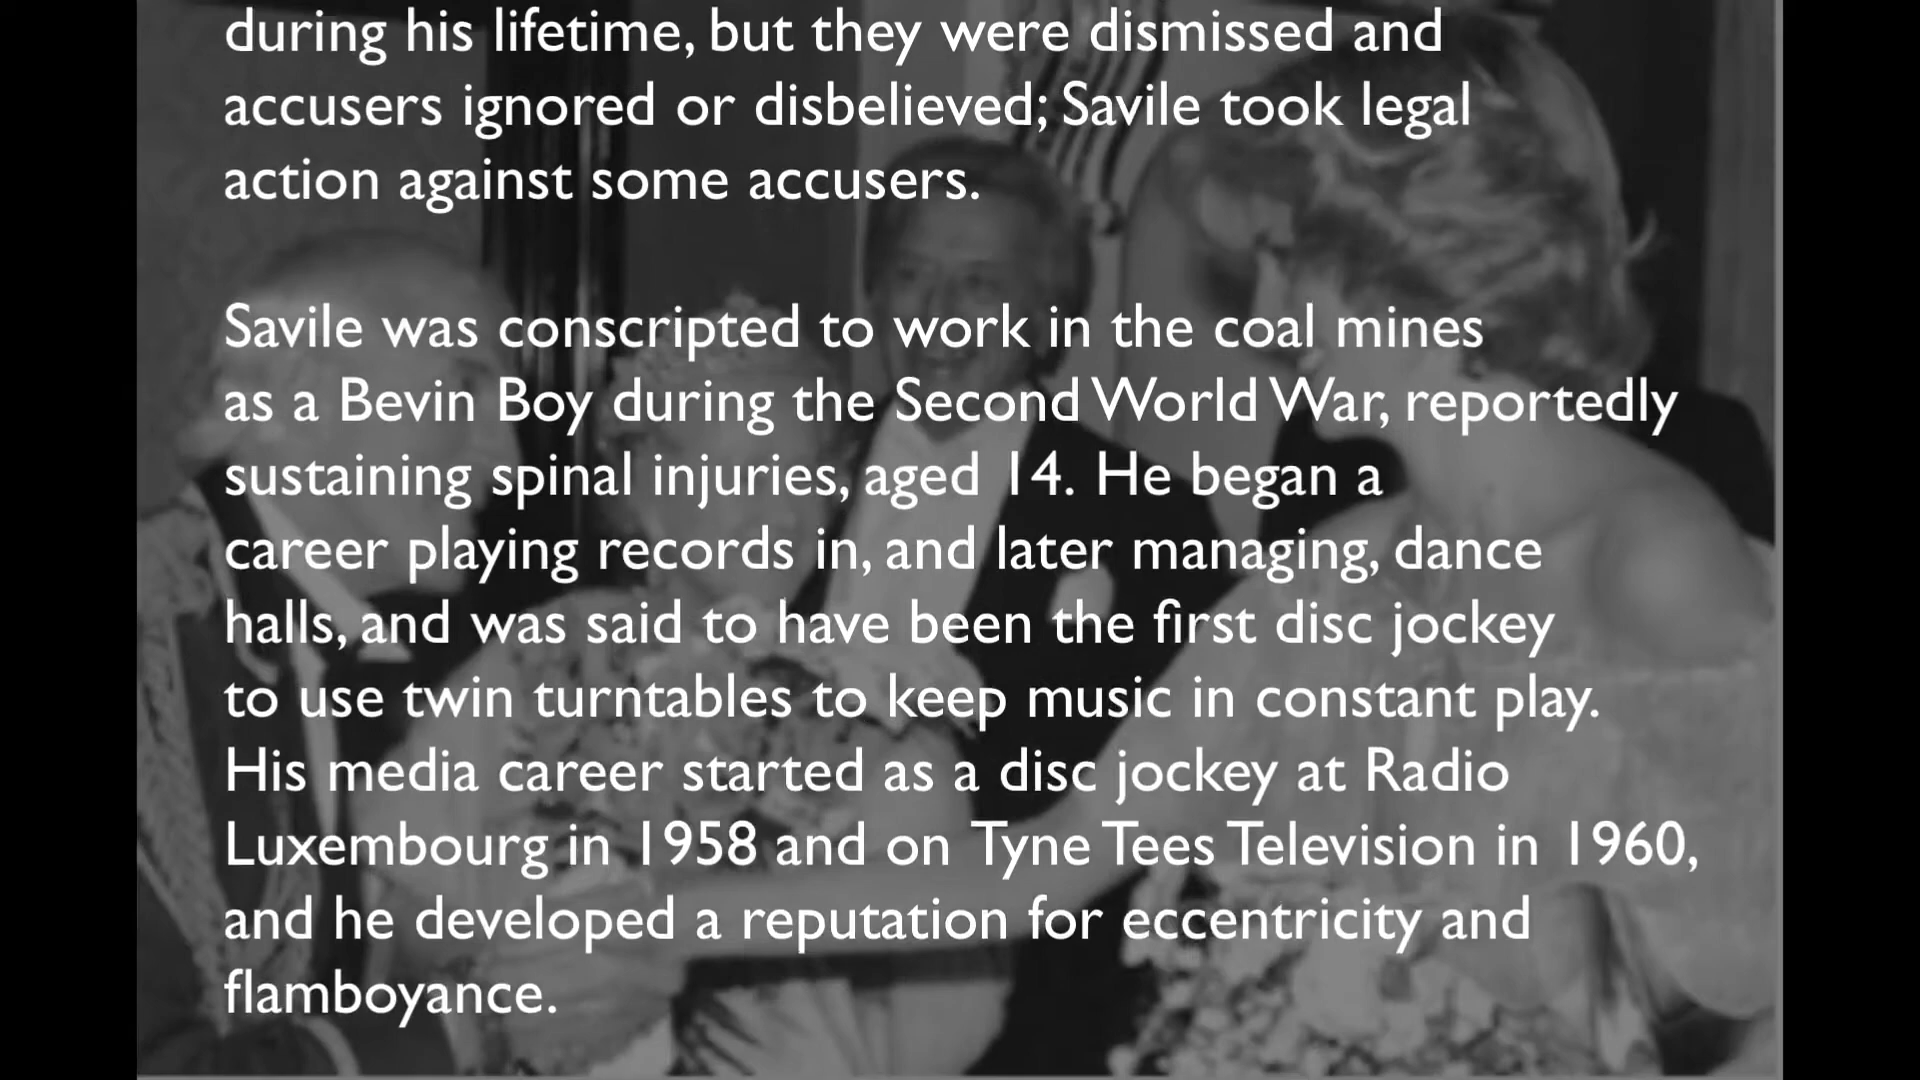 during his lifetime, but they were dismissed and
accusers ignored or disbelieved; Savile took legal
action against some accusers.
Savile was conscripted to work in the coal mines
as a Bevin Boy during the Second World War, reportedly
sustaining spinal injuries, aged 14. He began a
career playing records in, and later managing, dance
halls, and was said to have been the first disc jockey
to use twin turntables to keep music in constant play.
His media career started as a disc jockey at Radio
Luxembourg in 1958 and on Tyne Tees Television in 1960,
and he developed a reputation for eccentricity and
flamboyance.